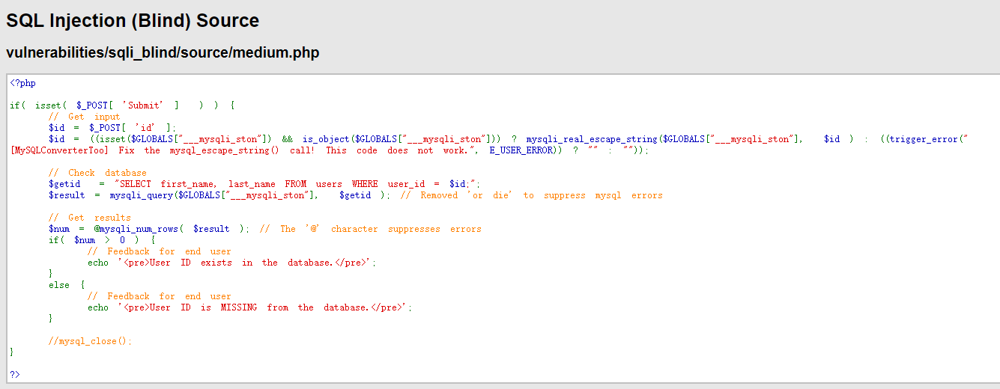 SQL Injection (Blind) Source
vulnerabilities/sqli_blind/source/medium.php
<?php
if( isset( $_POST[ 'Submit' ]  ) ) {
    // Get input
    $id = $_POST[ 'id' ];
    $id = ((isset($GLOBALS["___mysqli_ston"]) && is_object($GLOBALS["___mysqli_ston"])) ? mysqli_real_escape_string($GLOBALS["___mysqli_ston"],  $id ) : ((trigger_error("
[MySQLConverterToo] Fix the mysql_escape_string() call! This code does not work.", E_USER_ERROR)) ? "" : ""));
    // Check database
    $getid  = "SELECT first_name, last_name FROM users WHERE user_id = $id;";
    $result = mysqli_query($GLOBALS["___mysqli_ston"],  $getid ); // Removed 'or die' to suppress mysql errors
    // Get results
    $num = @mysqli_num_rows( $result ); // The '@' character suppresses errors
    if( $num > 0 ) {
        // Feedback for end user
        echo '<pre>User ID exists in the database.</pre>';
    }
    else {
        // Feedback for end user
        echo '<pre>User ID is MISSING from the database.</pre>';
    }
    //mysql_close();
}
?>